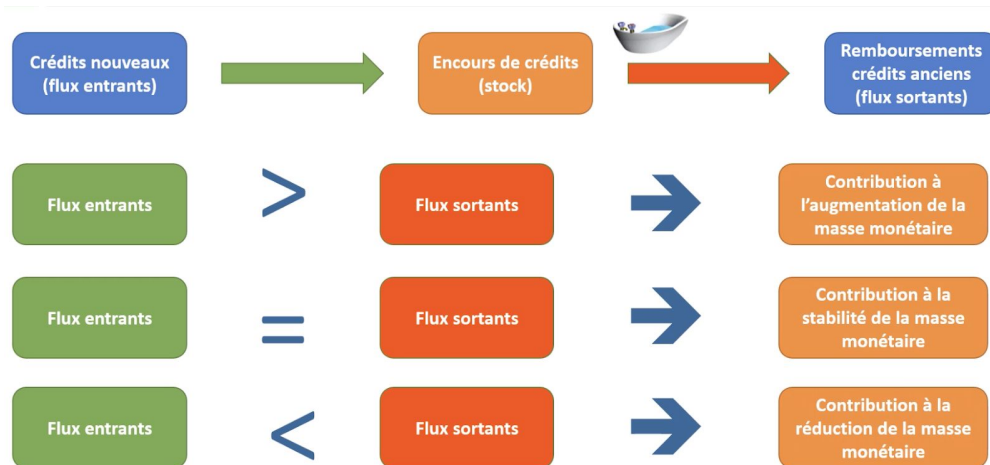 Crédits nouveaux
(flux entrants)
Encours de crédits
(stock)
Remboursements
crédits anciens
(flux sortants)
Flux entrants
>
Flux sortants
Contribution à
l’augmentation de la
masse monétaire
Flux entrants
=
Flux sortants
Contribution à la
stabilité de la masse
monétaire
Flux entrants
<
Flux sortants
Contribution à la
réduction de la masse
monétaire